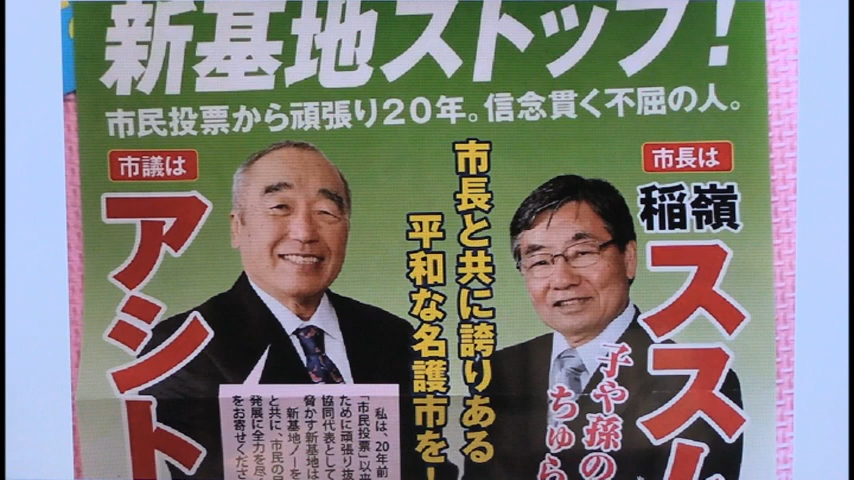 新基地ストップ!
市民投票から頑張り20年。信念貫く不屈の人。
市議は
アシト
市長と共に誇りある
平和な名護市を!
市長は
稲嶺
スス
子や孫の
ちゅら
私は、20年前
「市民投票」以来
ために頑張り抜
協同代表として
脅かす新基地は
新基地ノーを
と共に、市民の
発展に全力を尽
をお寄せくださ